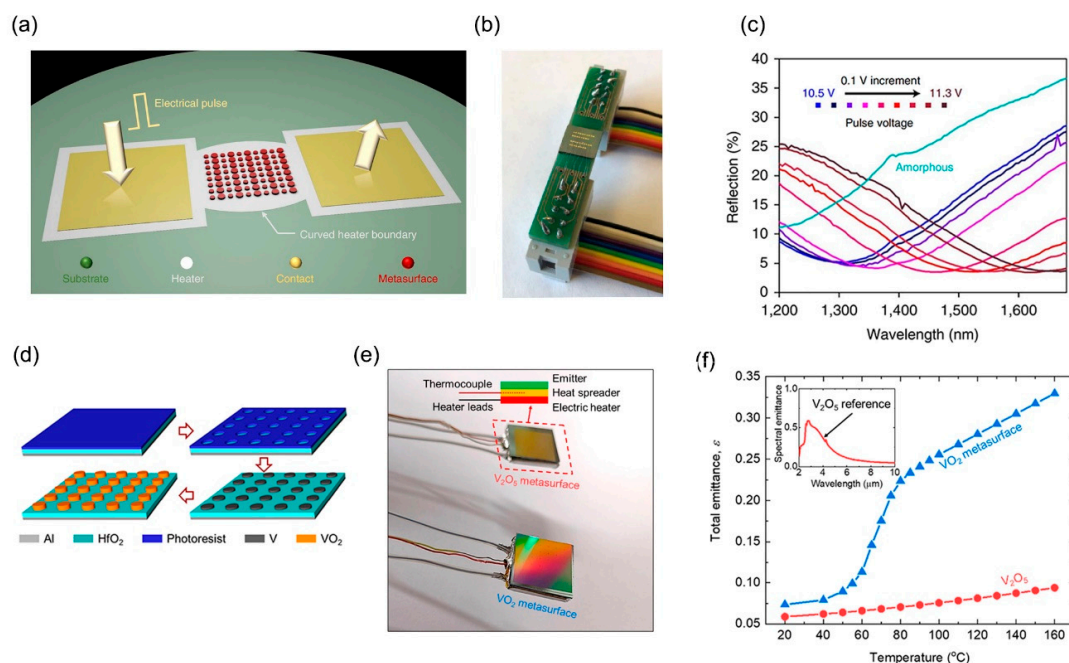 (a)
Electrical pulse
Curved heater boundary
Substrate
Heater
Contact
Metasurface
(b)
(c)
Reflection (%)
40
35
30
25
20
15
10
5
0
0.1 V increment
10.5 V
11.3 V
Pulse voltage
Amorphous
1,200
1,300
1,400
1,500
1,600
Wavelength (nm)
(d)
Al
HfO₂
Photoresist
V
VO₂
(e)
Thermocouple
Heater leads
Emitter
Heat spreader
Electric heater
V₂O₅ metasurface
VO₂ metasurface
(f)
Total emittance, ε
0.35
0.30
0.25
0.20
0.15
0.10
0.05
Spectral emittance
1.0
0.5
0.0
V₂O₅ reference
2
4
6
8
10
Wavelength (μm)
VO₂ metasurface
V₂O₅
20
40
60
80
100
120
140
160
Temperature (°C)